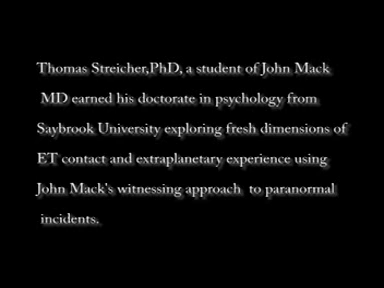 Thomas Streicher,PhD, a student of John Mack
MD earned his doctorate in psychology from
Saybrook University exploring fresh dimensions of
ET contact and extraplanetary experience using
John Mack's witnessing approach to paranormal
incidents.